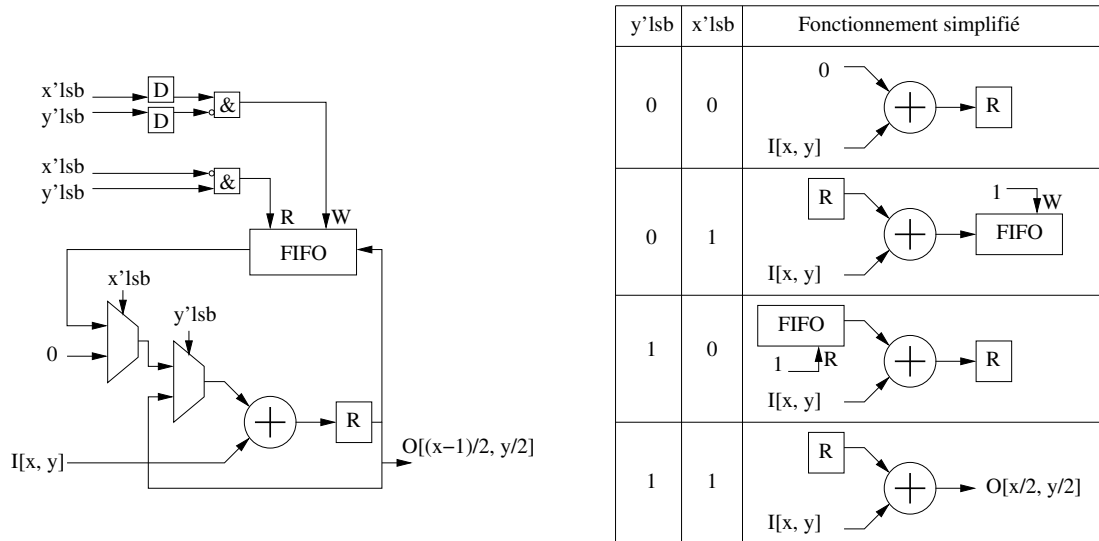 x'lsb
D
y'lsb
D
&
x'lsb
y'lsb
&
R
W
FIFO
x'lsb
y'lsb
0
R
I[x, y]
O[(x−1)/2, y/2]
y'lsb x'lsb Fonctionnement simplifié
0 0
0
R
I[x, y]
0 1
R
1
W
FIFO
I[x, y]
1 0
FIFO
1
R
R
I[x, y]
1 1
R
O[x/2, y/2]
I[x, y]